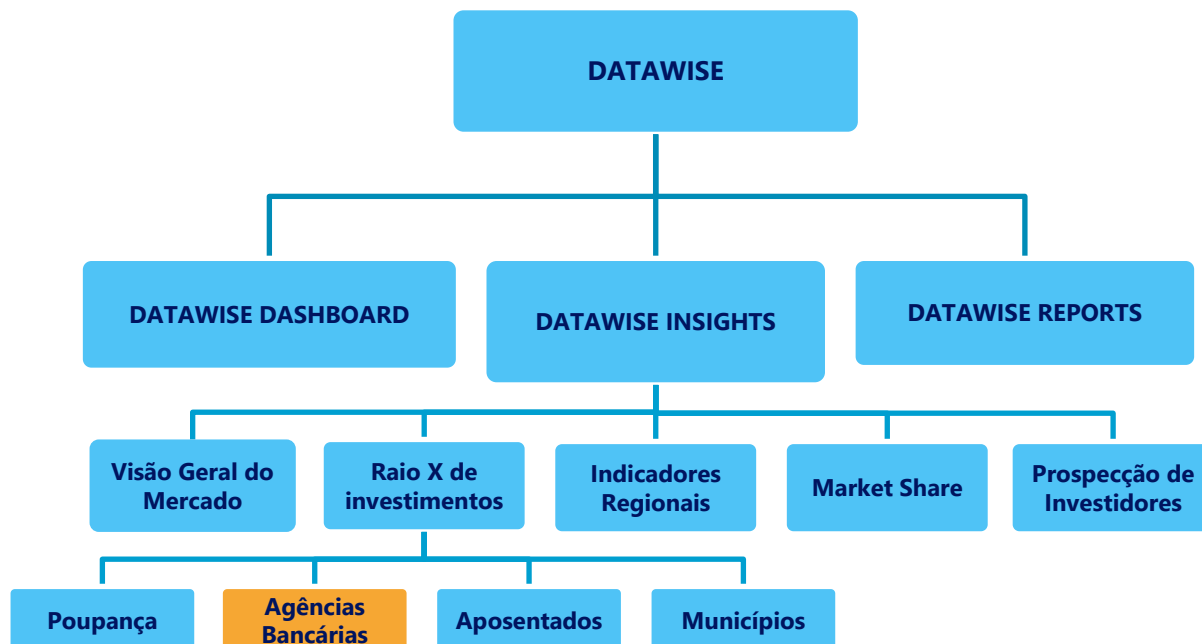 DATAWISE
DATAWISE DASHBOARD
DATAWISE INSIGHTS
DATAWISE REPORTS
Visão Geral do
Mercado
Raio X de
investimentos
Indicadores
Regionais
Market Share
Prospecção de
Investidores
Poupança
Agências
Bancárias
Aposentados
Municípios